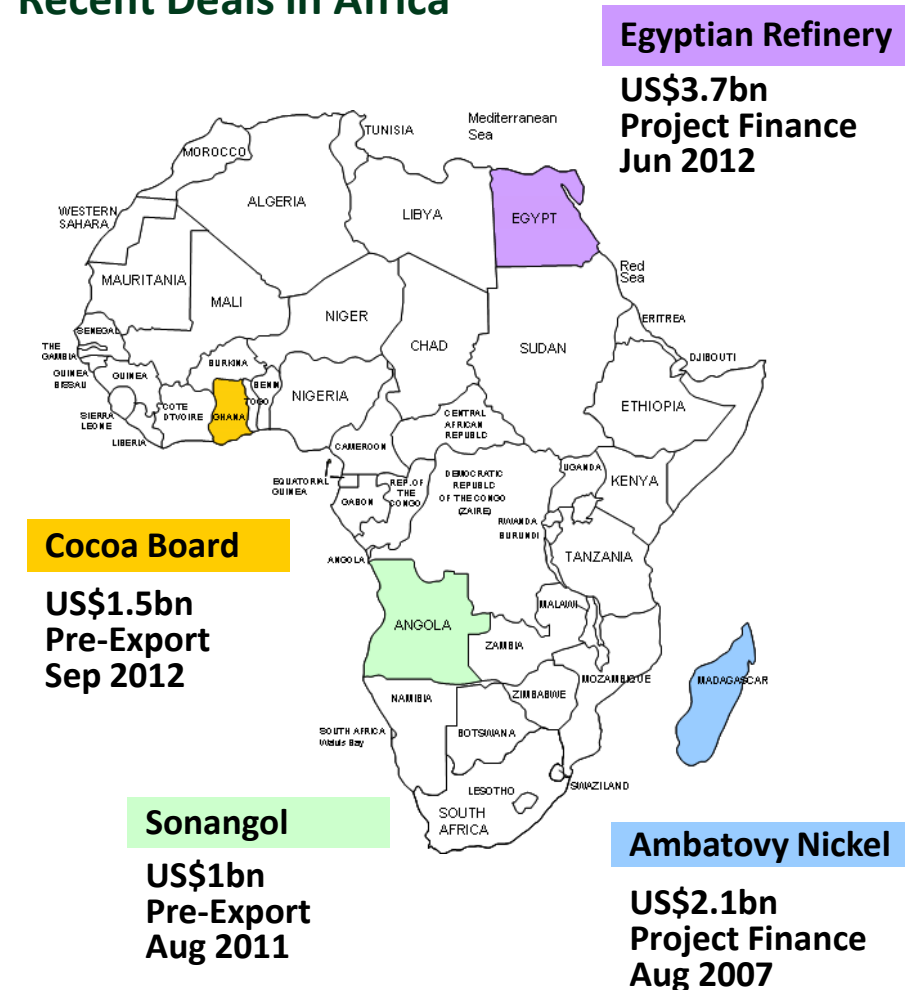 Recent Deals in Africa
Egyptian Refinery
US$3.7bn
Project Finance
Jun 2012
Mediterranean
Sea
TUNISIA
MOROCCO
ALGERIA
LIBYA
EGYPT
WESTERN
SAHARA
Red
Sea
MAURITANIA
MALI
NIGER
CHAD
SUDAN
ERITREA
DJIBOUTI
SENEGAL
THE
GAMBIA
GUINEA
BISSAU
GUINEA
BURKINA
BENIN
TOGO
NIGERIA
ETHIOPIA
SIERRA
LEONE
COTE
D'IVOIRE
GHANA
LIBERIA
CENTRAL
AFRICAN
REPUBLC
CAMEROON
EQUATORIAL
GUINEA
GABON
REP.OF
THE
CONGO
DEMOCRATIC
REPUBLC
OF THE CONGO
(ZAIRE)
UGANDA
KENYA
RWANDA
BURUNDI
TANZANIA
Cocoa Board
US$1.5bn
Pre-Export
Sep 2012
ANGOLA
ANGOLA
MALAWI
ZAMBIA
MOZAMBIQUE
MADAGASCAR
ZIMBABWE
NAMIBIA
BOTSWANA
SOUTH AFRICA
Walvis Bay
SWAZILAND
LESOTHO
SOUTH
AFRICA
Sonangol
US$1bn
Pre-Export
Aug 2011
Ambatovy Nickel
US$2.1bn
Project Finance
Aug 2007